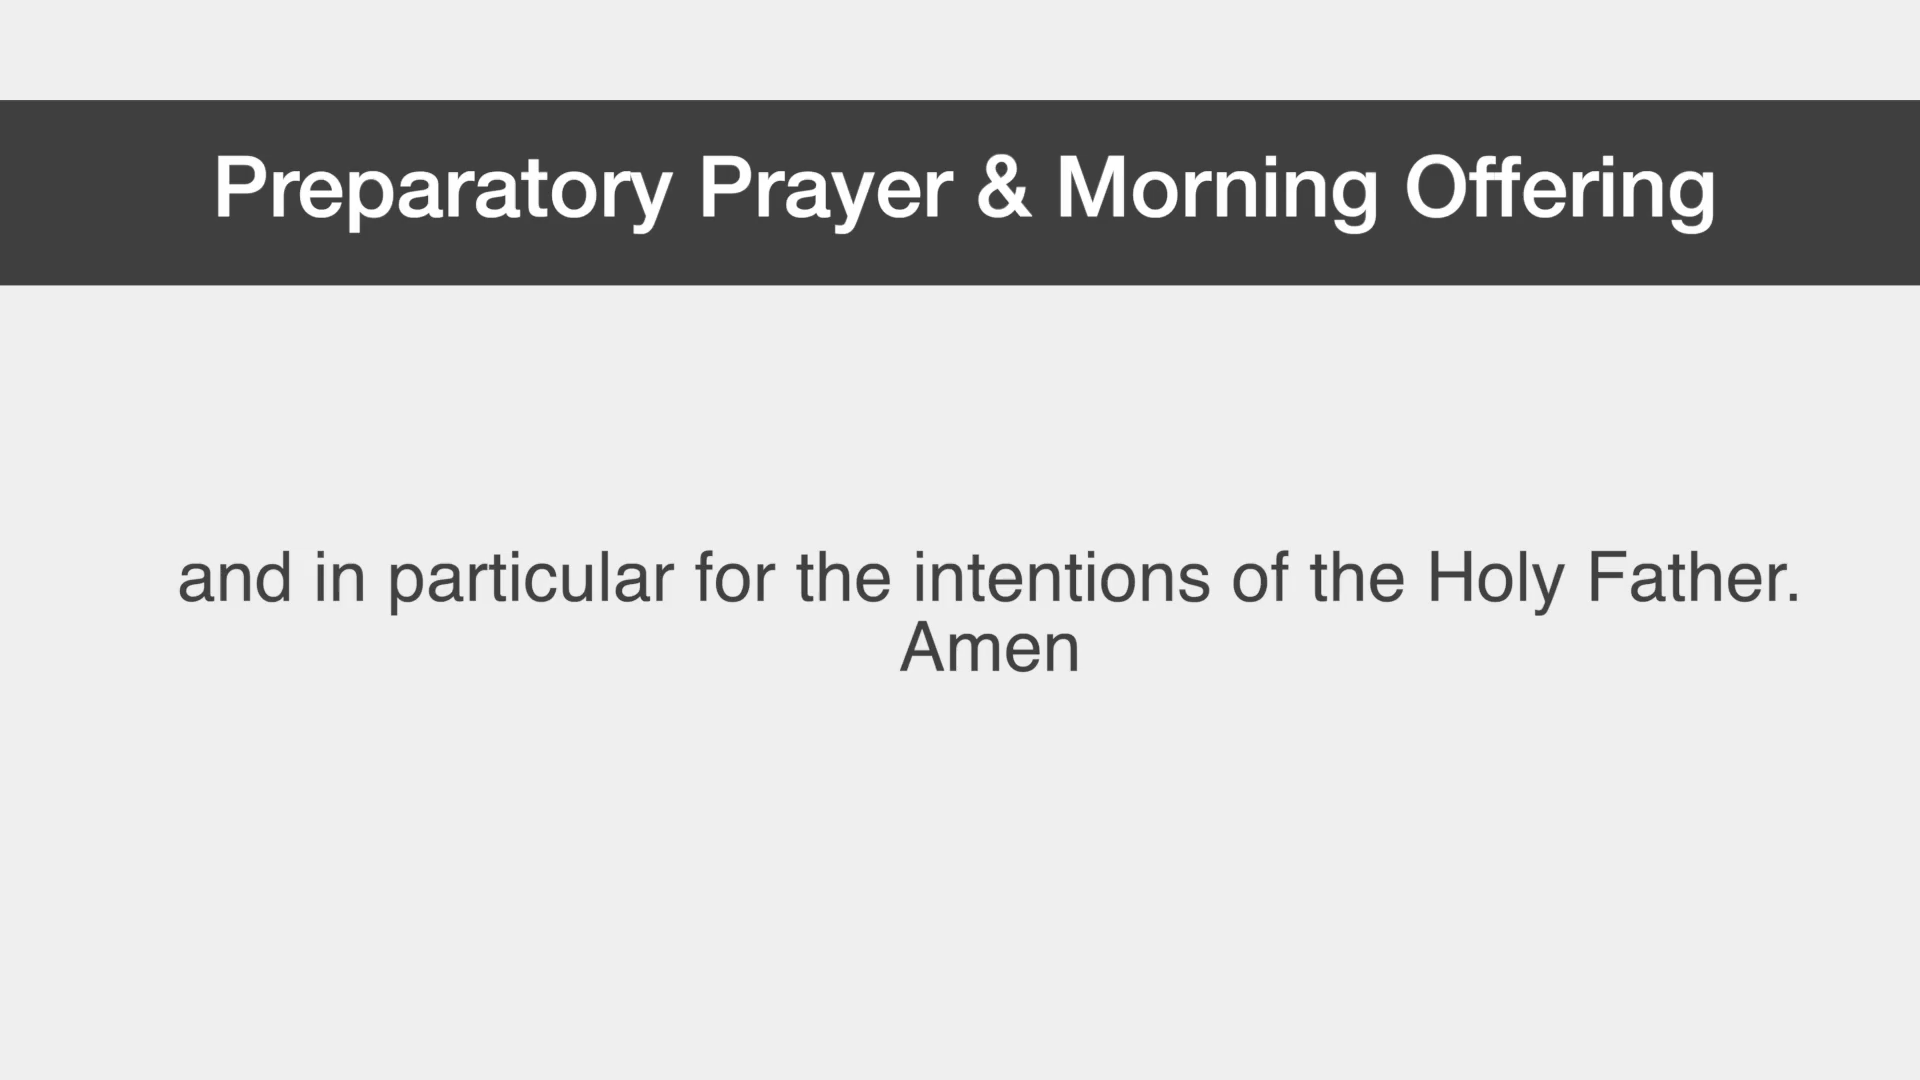 Preparatory Prayer & Morning Offering
and in particular for the intentions of the Holy Father.
Amen